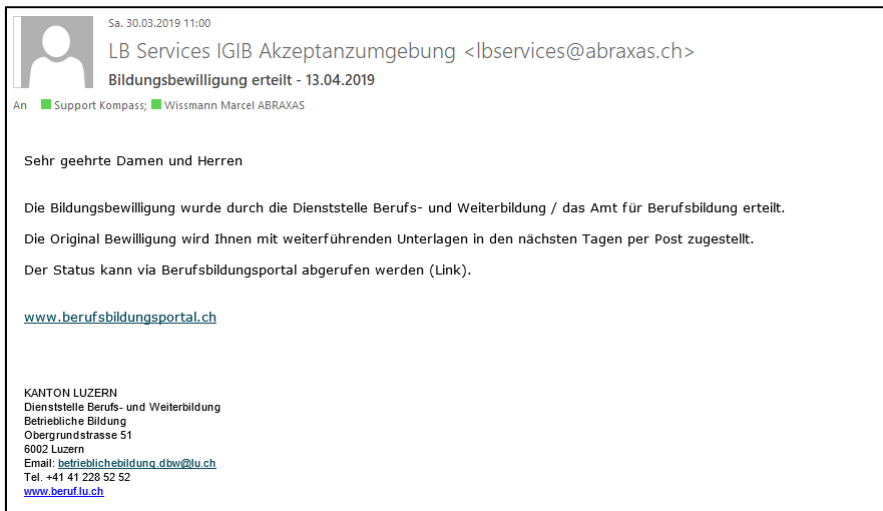 Sa. 30.03.2019 11:00
LB Services IGIB Akzeptanzumgebung <lbservices@abraxas.ch>
Bildungsbewilligung erteilt - 13.04.2019
An Support Kompass; Wissmann Marcel ABRAXAS
Sehr geehrte Damen und Herren
Die Bildungsbewilligung wurde durch die Dienststelle Berufs- und Weiterbildung / das Amt für Berufsbildung erteilt.
Die Original Bewilligung wird Ihnen mit weiterführenden Unterlagen in den nächsten Tagen per Post zugestellt.
Der Status kann via Berufsbildungsportal abgerufen werden (Link).
www.berufsbildungsportal.ch
KANTON LUZERN
Dienststelle Berufs- und Weiterbildung
Betriebliche Bildung
Obergrundstrasse 51
6002 Luzern
Email: betrieblichebildung.dbw@lu.ch
Tel. +41 41 228 52 52
www.beruf.lu.ch